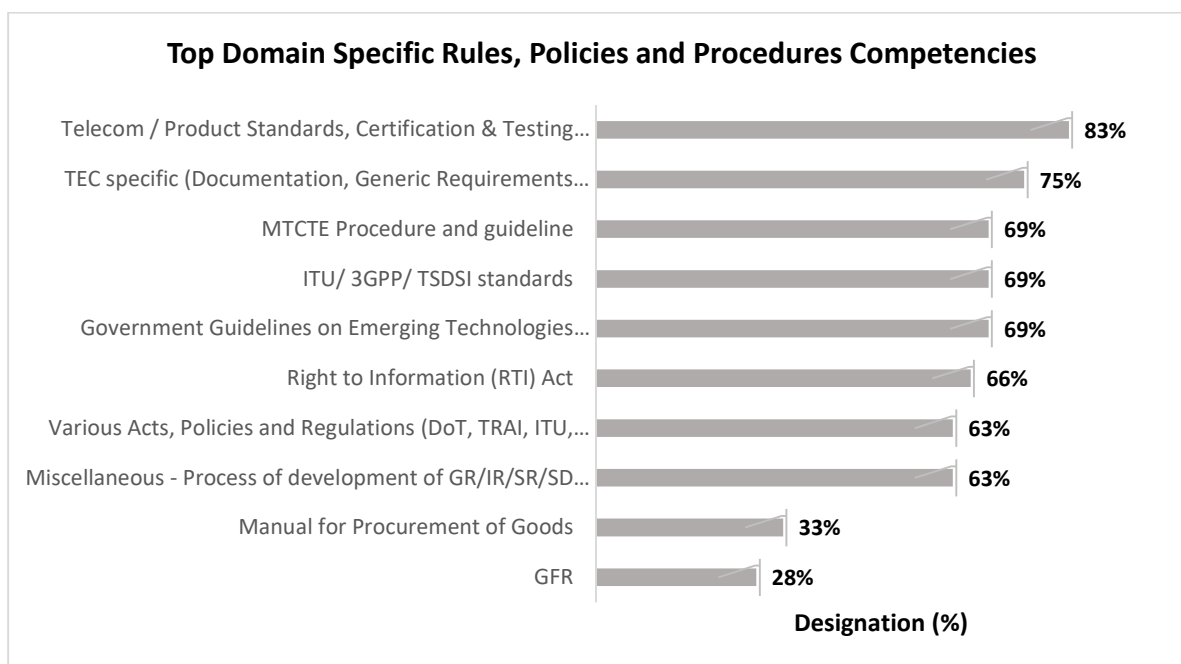 Top Domain Specific Rules, Policies and Procedures Competencies
Telecom / Product Standards, Certification & Testing... 83%
TEC specific (Documentation, Generic Requirements... 75%
MTCTE Procedure and guideline 69%
ITU/ 3GPP/ TSDSI standards 69%
Government Guidelines on Emerging Technologies... 69%
Right to Information (RTI) Act 66%
Various Acts, Policies and Regulations (DoT, TRAI, ITU,... 63%
Miscellaneous - Process of development of GR/IR/SR/SD... 63%
Manual for Procurement of Goods 33%
GFR 28%
Designation (%)